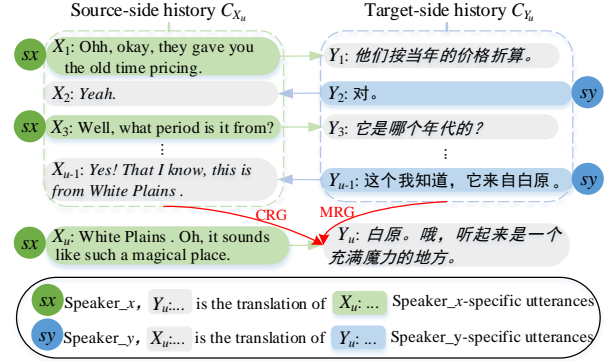 Source-side history C_{X_u} Target-side history C_{Y_u}
sx X_1: Ohh, okay, they gave you
the old time pricing.
Y_1: 他们按当年的价格折算。
X_2: Yeah.
Y_2: 对。 sy
sx X_3: Well, what period is it from?
Y_3: 它是哪个年代的？
⋮ ⋮
X_{u-1}: Yes! That I know, this is
from White Plains .
Y_{u-1}: 这个我知道，它来自白原。 sy
CRG MRG
sx X_u: White Plains . Oh, it sounds
like such a magical place.
Y_u: 白原。哦，听起来是一个
充满魔力的地方。
sx Speaker_x, Y_u:... is the translation of X_u: ... Speaker_x-specific utterances
sy Speaker_y, X_u:... is the translation of Y_u: ... Speaker_y-specific utterances